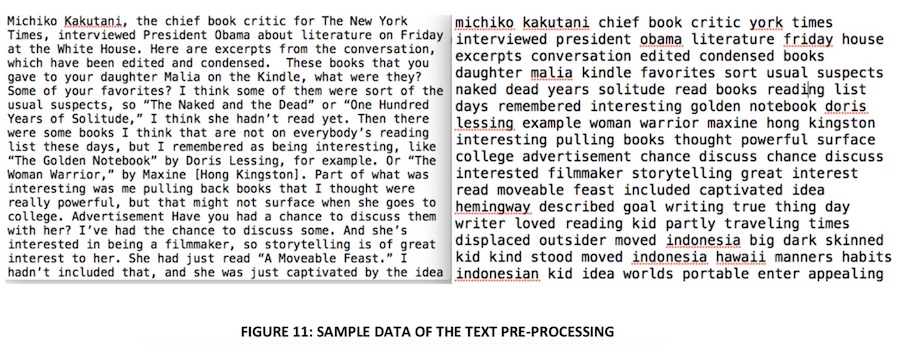 Michiko Kakutani, the chief book critic for The New York
Times, interviewed President Obama about literature on Friday
at the White House. Here are excerpts from the conversation,
which have been edited and condensed.  These books that you
gave to your daughter Malia on the Kindle, what were they?
Some of your favorites? I think some of them were sort of the
usual suspects, so “The Naked and the Dead” or “One Hundred
Years of Solitude,” I think she hadn’t read yet. Then there
were some books I think that are not on everybody’s reading
list these days, but I remembered as being interesting, like
“The Golden Notebook” by Doris Lessing, for example. Or “The
Woman Warrior,” by Maxine [Hong Kingston]. Part of what was
interesting was me pulling back books that I thought were
really powerful, but that might not surface when she goes to
college. Advertisement Have you had a chance to discuss them
with her? I’ve had the chance to discuss some. And she’s
interested in being a filmmaker, so storytelling is of great
interest to her. She had just read “A Moveable Feast.” I
hadn’t included that, and she was just captivated by the idea
michiko kakutani chief book critic york times
interviewed president obama literature friday house
excerpts conversation edited condensed books
daughter malia kindle favorites sort usual suspects
naked dead years solitude read books reading list
days remembered interesting golden notebook doris
lessing example woman warrior maxine hong kingston
interesting pulling books thought powerful surface
college advertisement chance discuss chance discuss
interested filmmaker storytelling great interest
read moveable feast included captivated idea
hemingway described goal writing true thing day
writer loved reading kid partly traveling times
displaced outsider moved indonesia big dark skinned
kid kind stood moved indonesia hawaii manners habits
indonesian kid idea worlds portable enter appealing
FIGURE 11: SAMPLE DATA OF THE TEXT PRE-PROCESSING